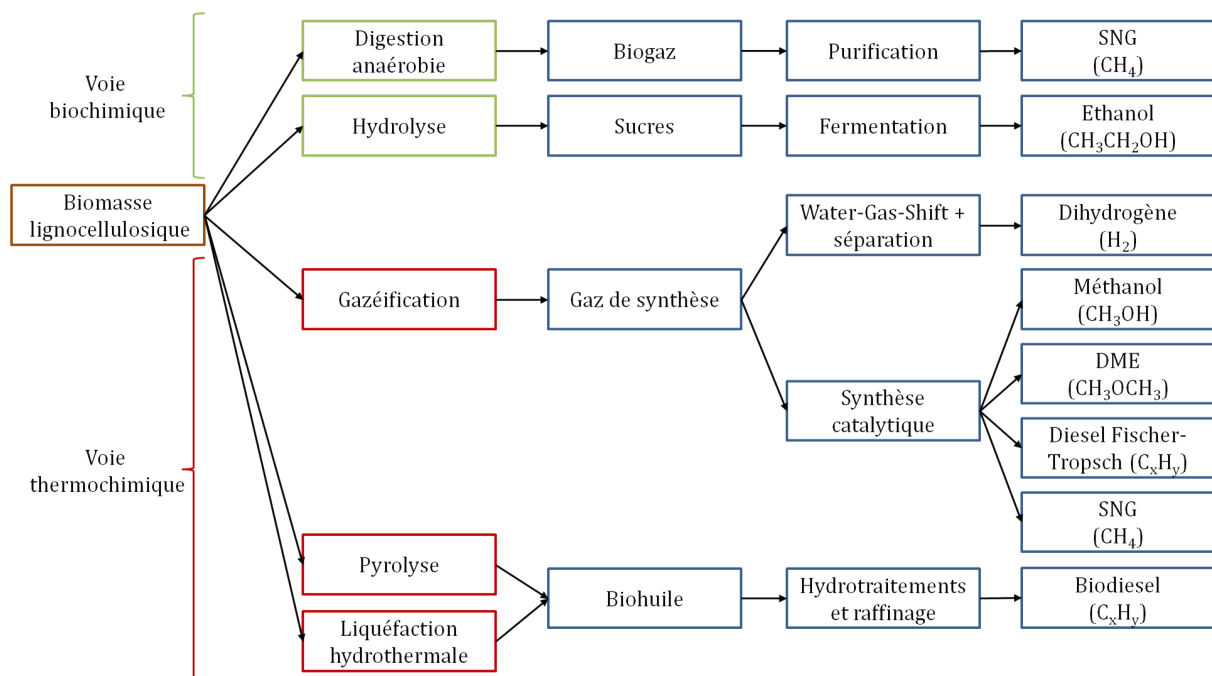 Voie
biochimique
Digestion
anaérobie
Biogaz
Purification
SNG
(CH₄)
Hydrolyse
Sucres
Fermentation
Ethanol
(CH₃CH₂OH)
Biomasse
lignocellulosique
Water-Gas-Shift +
séparation
Dihydrogène
(H₂)
Voie
thermochimique
Gazéification
Gaz de synthèse
Méthanol
(CH₃OH)
DME
(CH₃OCH₃)
Synthèse
catalytique
Diesel Fischer-
Tropsch (CₓHᵧ)
SNG
(CH₄)
Pyrolyse
Liquéfaction
hydrothermale
Biohuile
Hydrotraitements
et raffinage
Biodiesel
(CₓHᵧ)